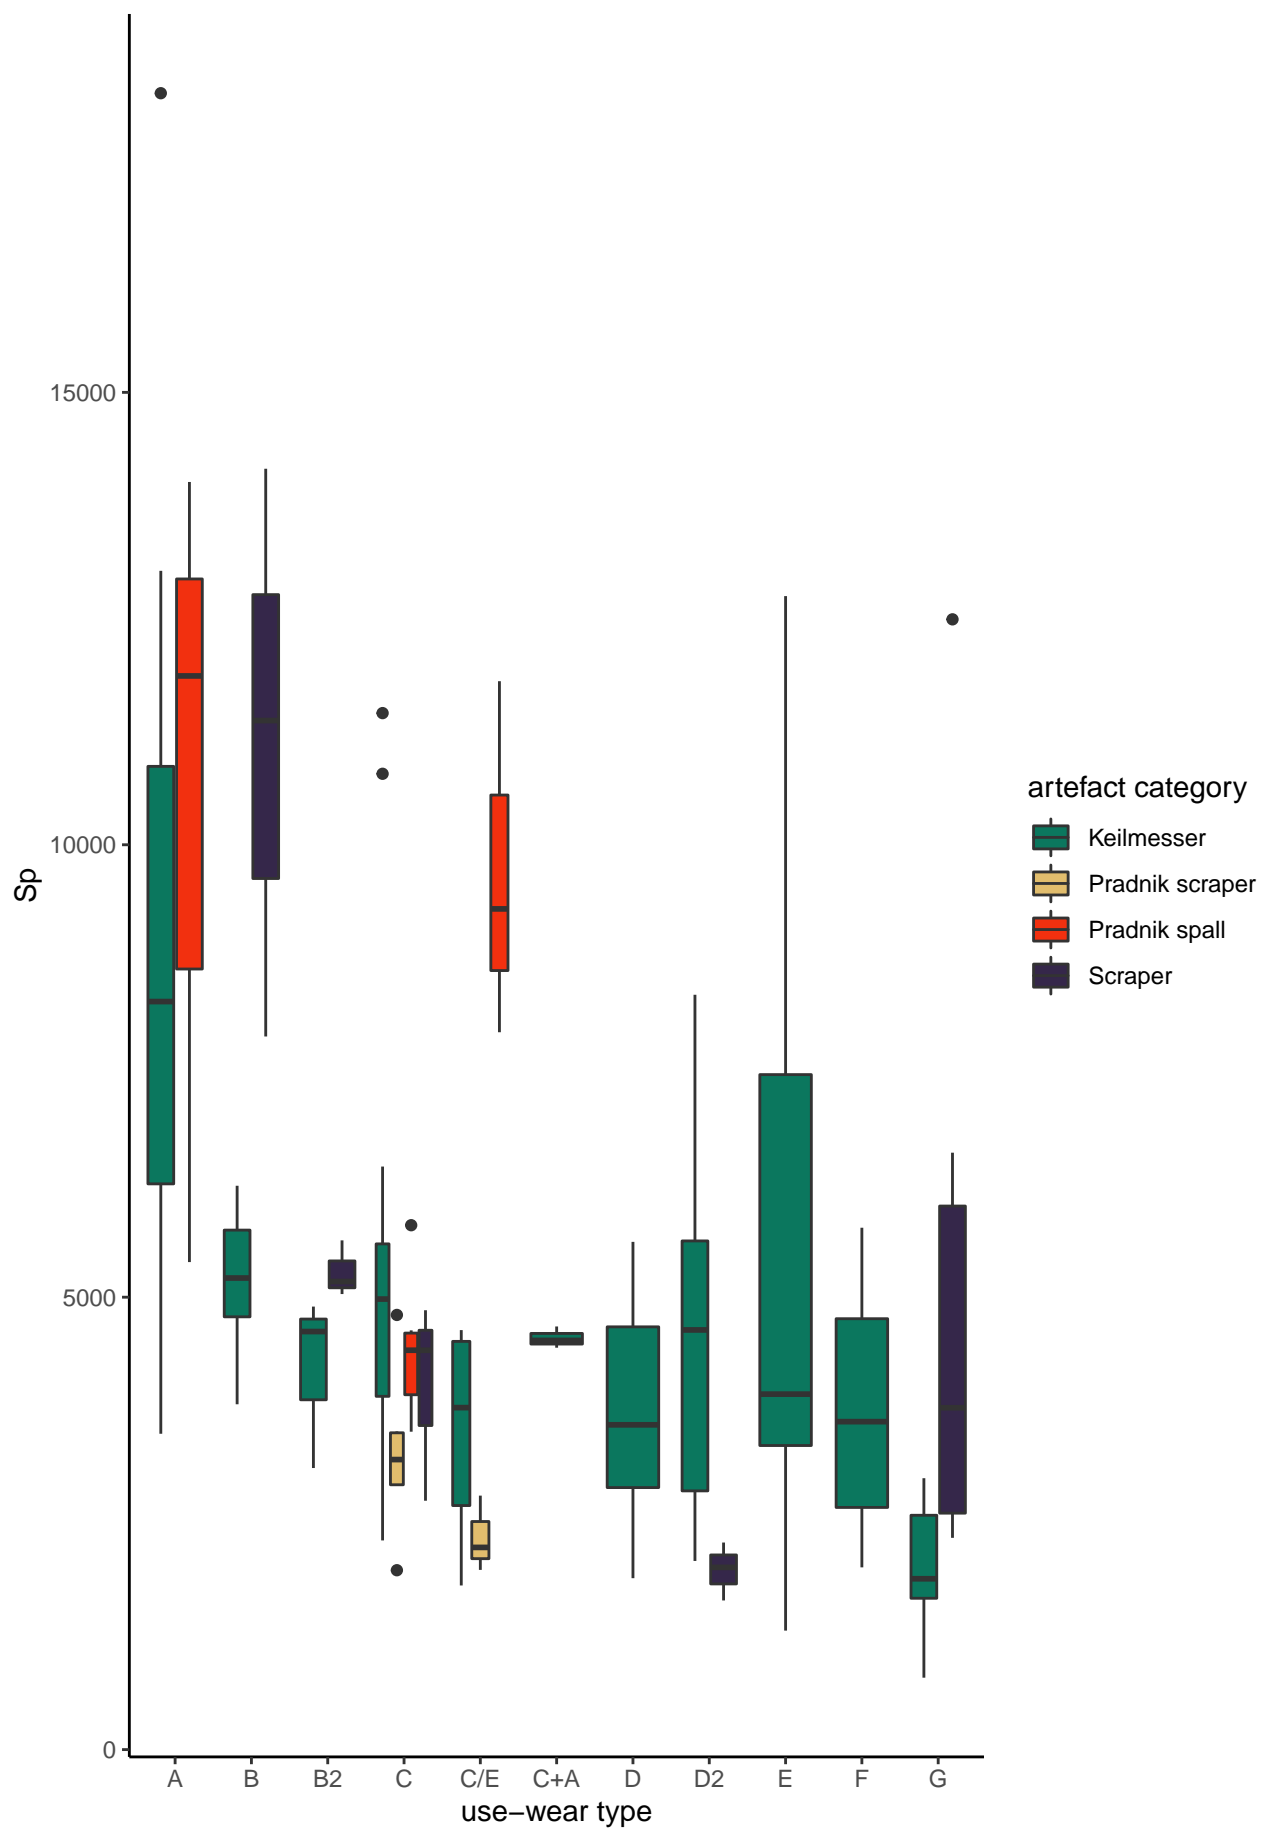 15000
10000
5000
0
Sp
A B B2 C C/E C+A D D2 E F G
use−wear type
artefact category
Keilmesser
Pradnik scraper
Pradnik spall
Scraper